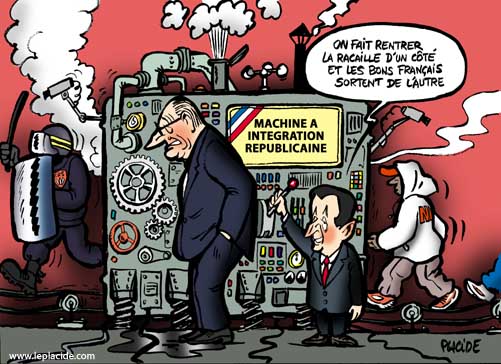 ON FAIT RENTRER
LA RACAILLE D'UN CÔTÉ
ET LES BONS FRANÇAIS
SORTENT DE L'AUTRE
MACHINE A
INTEGRATION
REPUBLICAINE
www.leplacide.com
PLACIDE